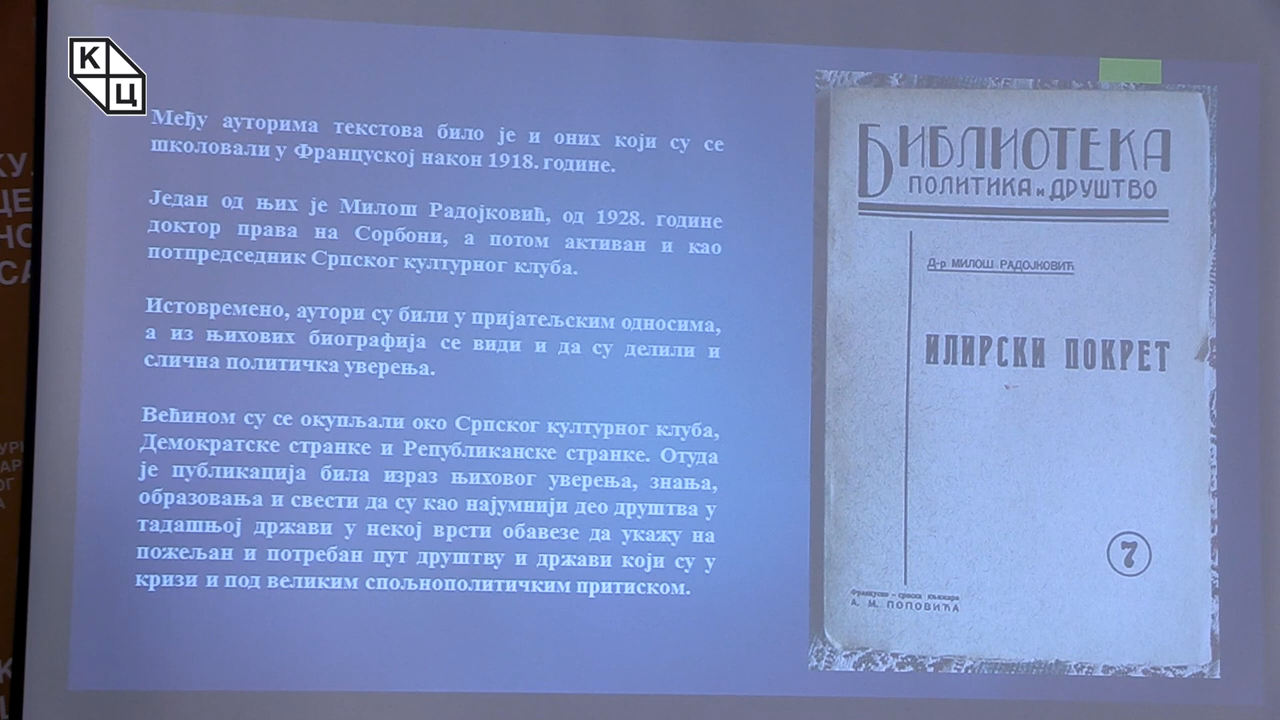 К
Ц
Међу ауторима текстова било је и оних који су се
школовали у Француској након 1918. године.
Један од њих је Милош Радојковић, од 1928. године
доктор права на Сорбони, а потом активан и као
потпредседник Српског културног клуба.
Истовремено, аутори су били у пријатељским односима,
а из њихових биографија се види и да су делили и
слична политичка уверења.
Већином су се окупљали око Српског културног клуба,
Демократске странке и Републиканске странке. Отуда
је публикација била израз њиховог уверења, знања,
образовања и свести да су као најумнији део друштва у
тадашњој држави у некој врсти обавезе да укажу на
пожељан и потребан пут друштву и држави који су у
кризи и под великим спољнополитичким притиском.
БИБЛИОТЕКА
ПОЛИТИКА и ДРУШТВО
Д-р МИЛОШ РАДОЈКОВИЋ
ИЛИРСКИ ПОКРЕТ
7
Француско – српска књижара
А. М. ПОПОВИЋА